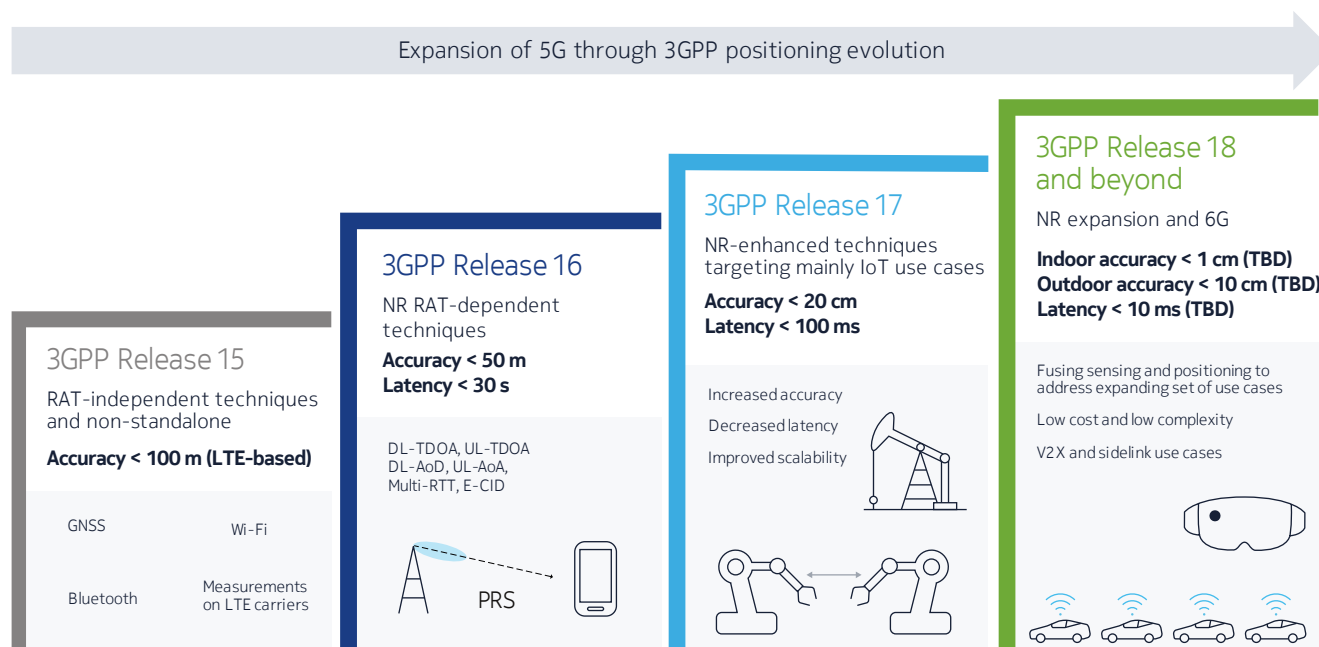 Expansion of 5G through 3GPP positioning evolution
3GPP Release 15
RAT-independent techniques
and non-standalone
Accuracy < 100 m (LTE-based)
GNSS
Wi-Fi
Bluetooth
Measurements
on LTE carriers
3GPP Release 16
NR RAT-dependent
techniques
Accuracy < 50 m
Latency < 30 s
DL-TDOA, UL-TDOA
DL-AoD, UL-AoA,
Multi-RTT, E-CID
PRS
3GPP Release 17
NR-enhanced techniques
targeting mainly IoT use cases
Accuracy < 20 cm
Latency < 100 ms
Increased accuracy
Decreased latency
Improved scalability
3GPP Release 18
and beyond
NR expansion and 6G
Indoor accuracy < 1 cm (TBD)
Outdoor accuracy < 10 cm (TBD)
Latency < 10 ms (TBD)
Fusing sensing and positioning to
address expanding set of use cases
Low cost and low complexity
V2X and sidelink use cases